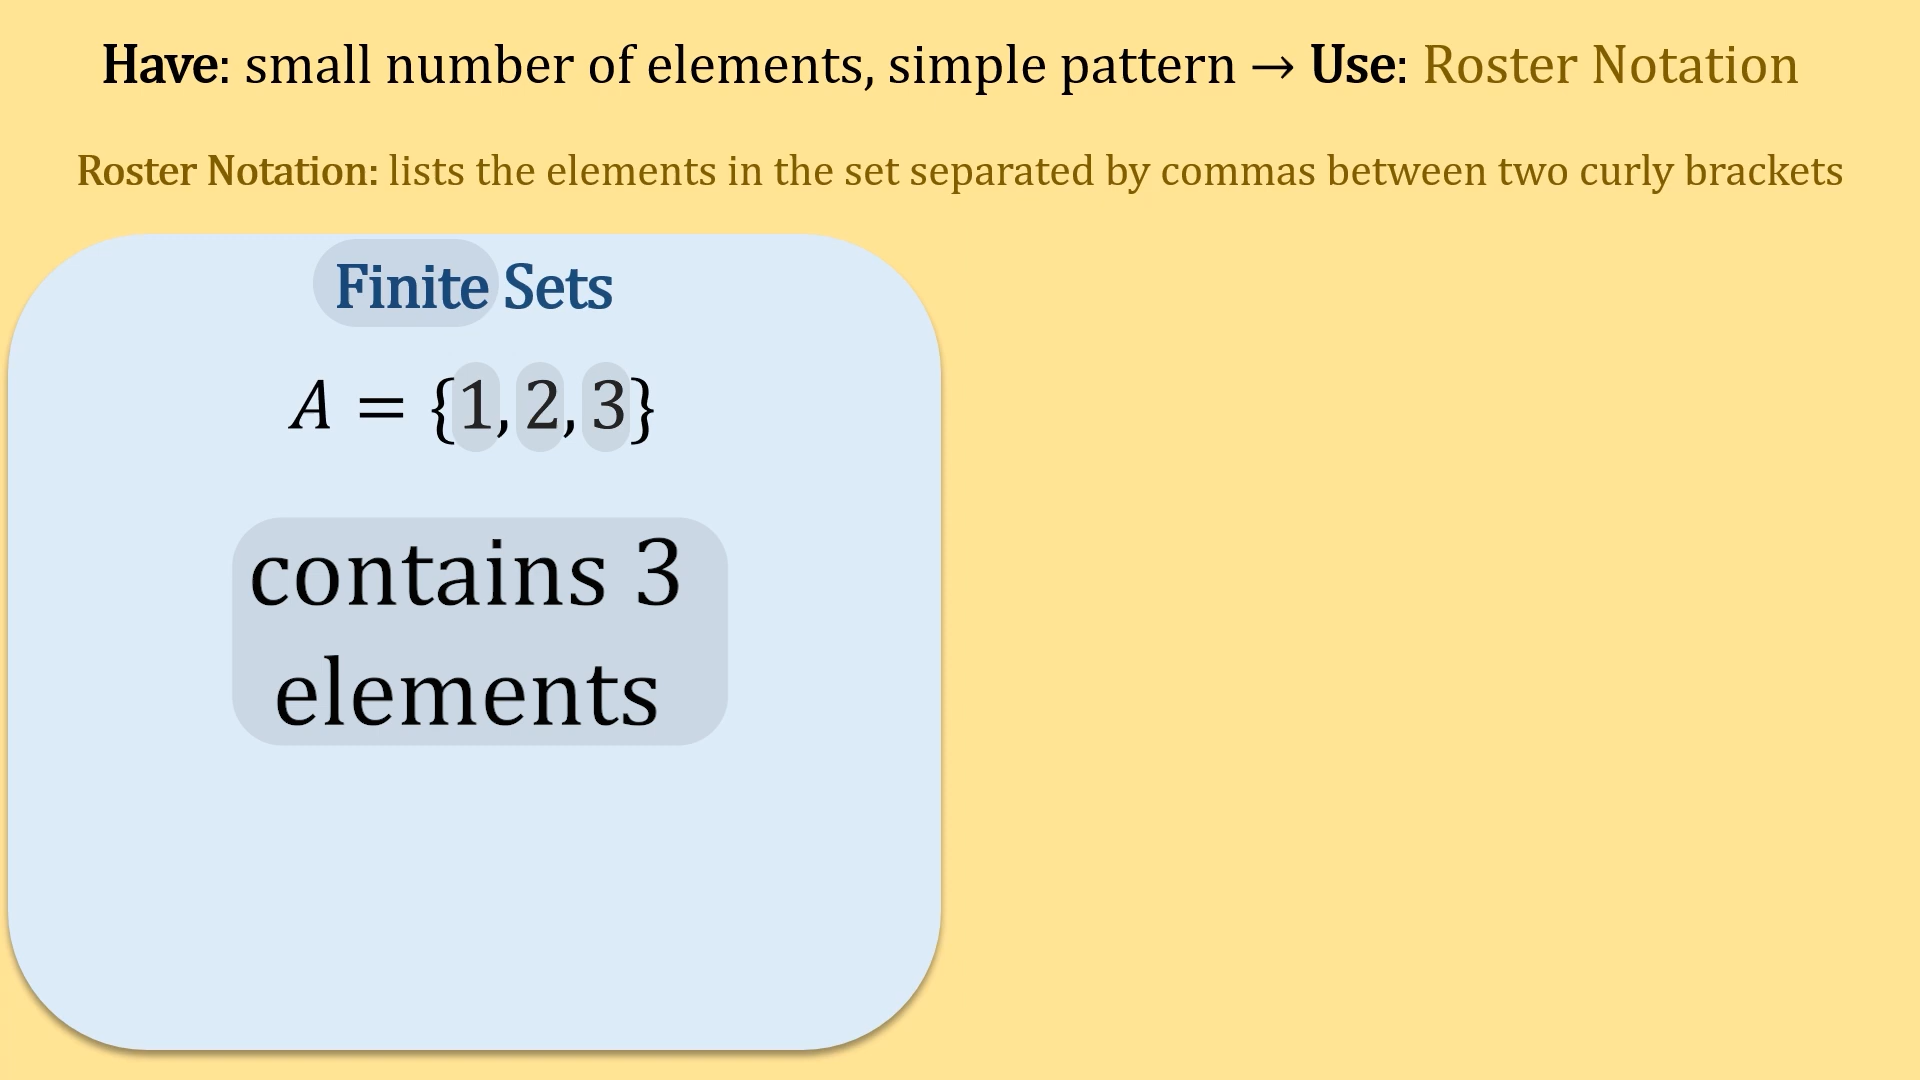 Have: small number of elements, simple pattern → Use: Roster Notation
Roster Notation: lists the elements in the set separated by commas between two curly brackets
Finite Sets
A = {1, 2, 3}
contains 3
elements